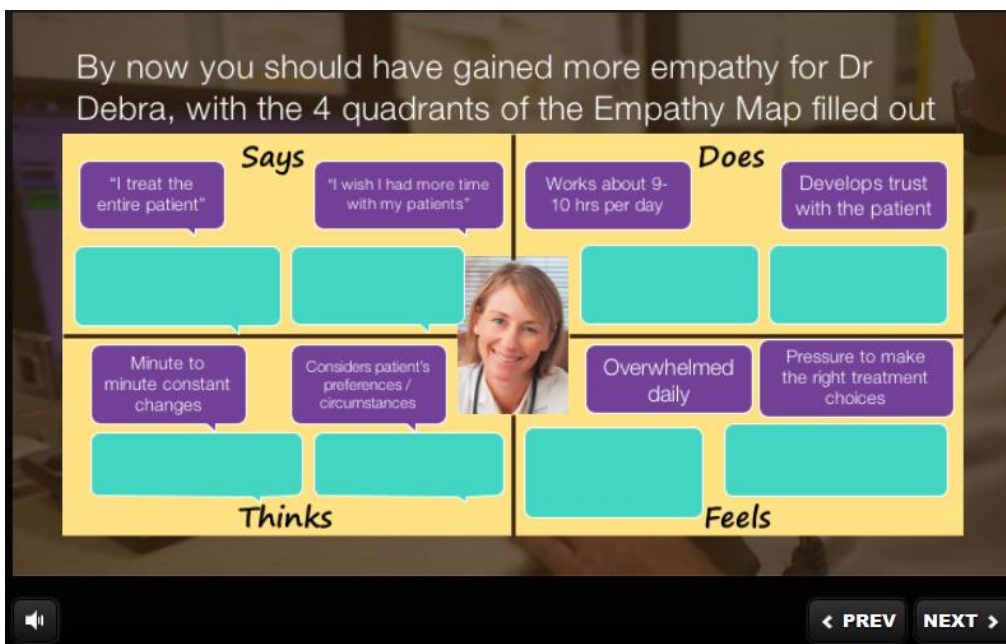 By now you should have gained more empathy for Dr
Debra, with the 4 quadrants of the Empathy Map filled out
Says
"I treat the
entire patient"
"I wish I had more time
with my patients"
Does
Works about 9-
10 hrs per day
Develops trust
with the patient
Minute to
minute constant
changes
Considers patient's
preferences /
circumstances
Thinks
Overwhelmed
daily
Pressure to make
the right treatment
choices
Feels
PREV
NEXT